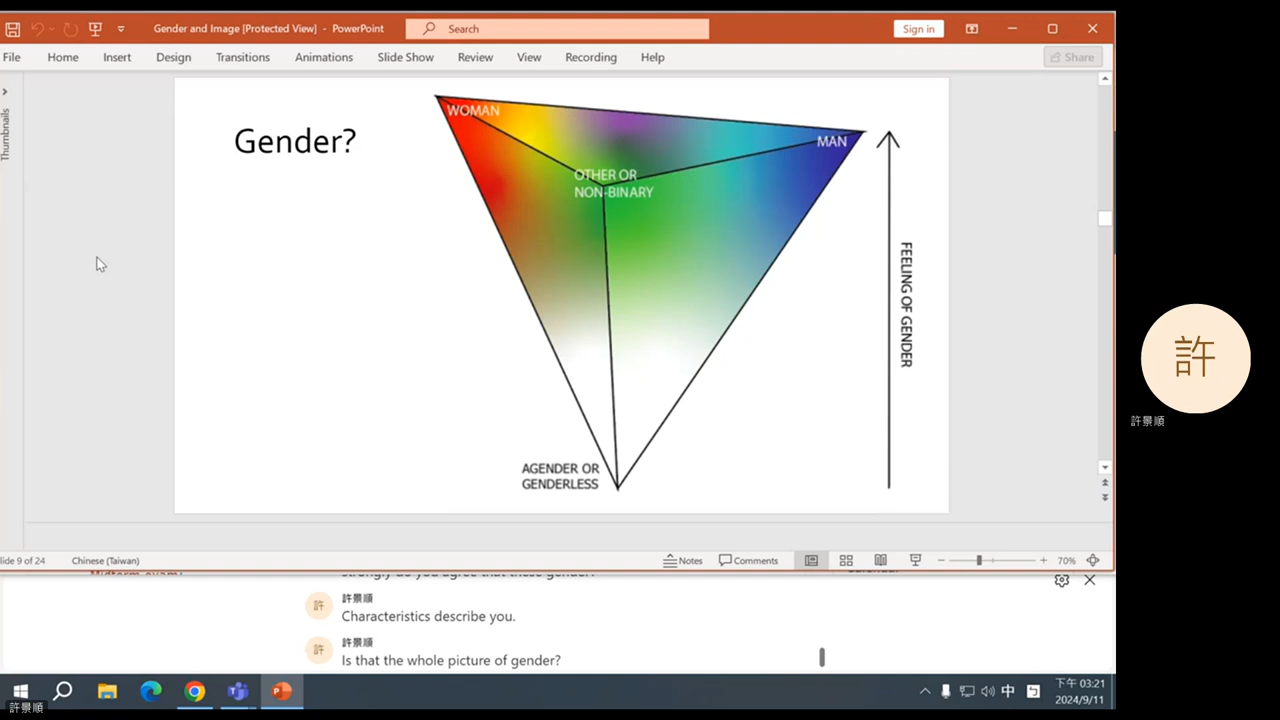 Gender and Image [Protected View] - PowerPoint
Search
Sign in
File Home Insert Design Transitions Animations Slide Show Review View Recording Help
Share
Thumbnails
Gender?
WOMAN
MAN
OTHER OR
NON-BINARY
FEELING OF GENDER
AGENDER OR
GENDERLESS
許
許景順
lide 9 of 24 Chinese (Taiwan)
Notes Comments
70%
許 許景順
Characteristics describe you.
許 許景順
Is that the whole picture of gender?
中
下午 03:21
2024/9/11
許景順